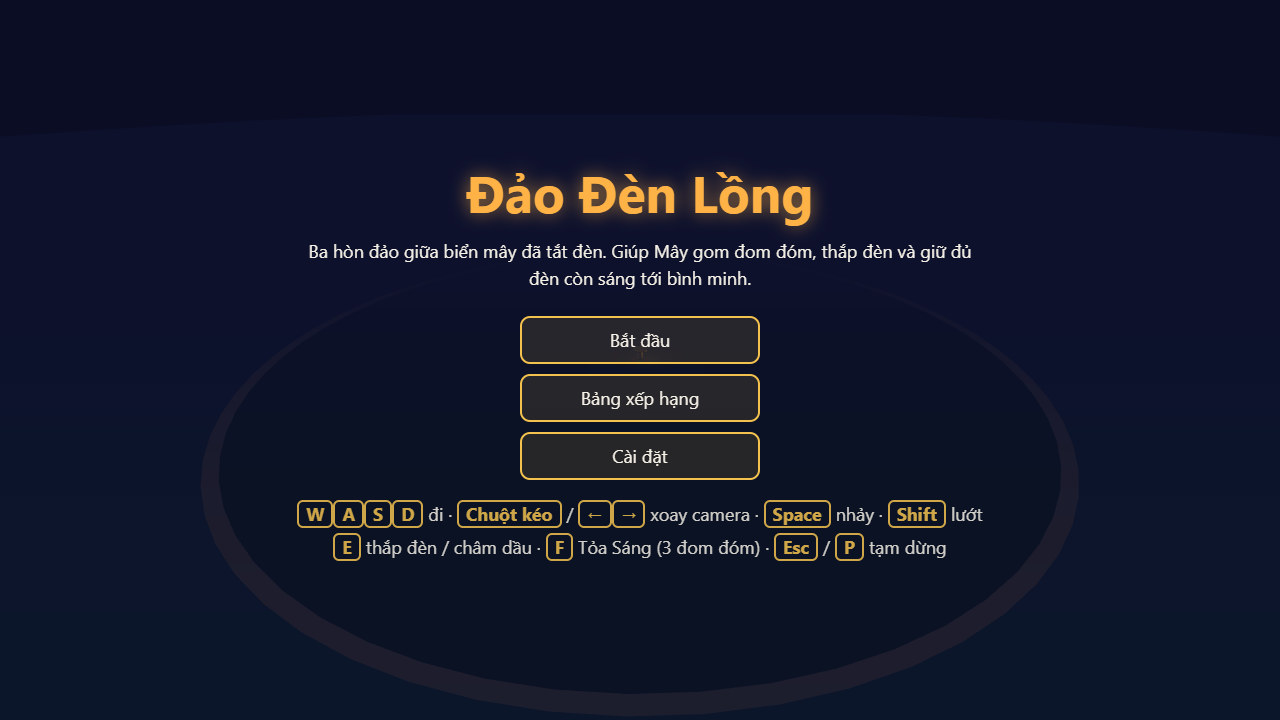 Đảo Đèn Lồng
Ba hòn đảo giữa biển mây đã tắt đèn. Giúp Mây gom đom đóm, thắp đèn và giữ đủ
đèn còn sáng tới bình minh.
Bắt đầu
Bảng xếp hạng
Cài đặt
W A S D đi · Chuột kéo / ← → xoay camera · Space nhảy · Shift lướt
E thắp đèn / châm dầu · F Tỏa Sáng (3 đom đóm) · Esc / P tạm dừng